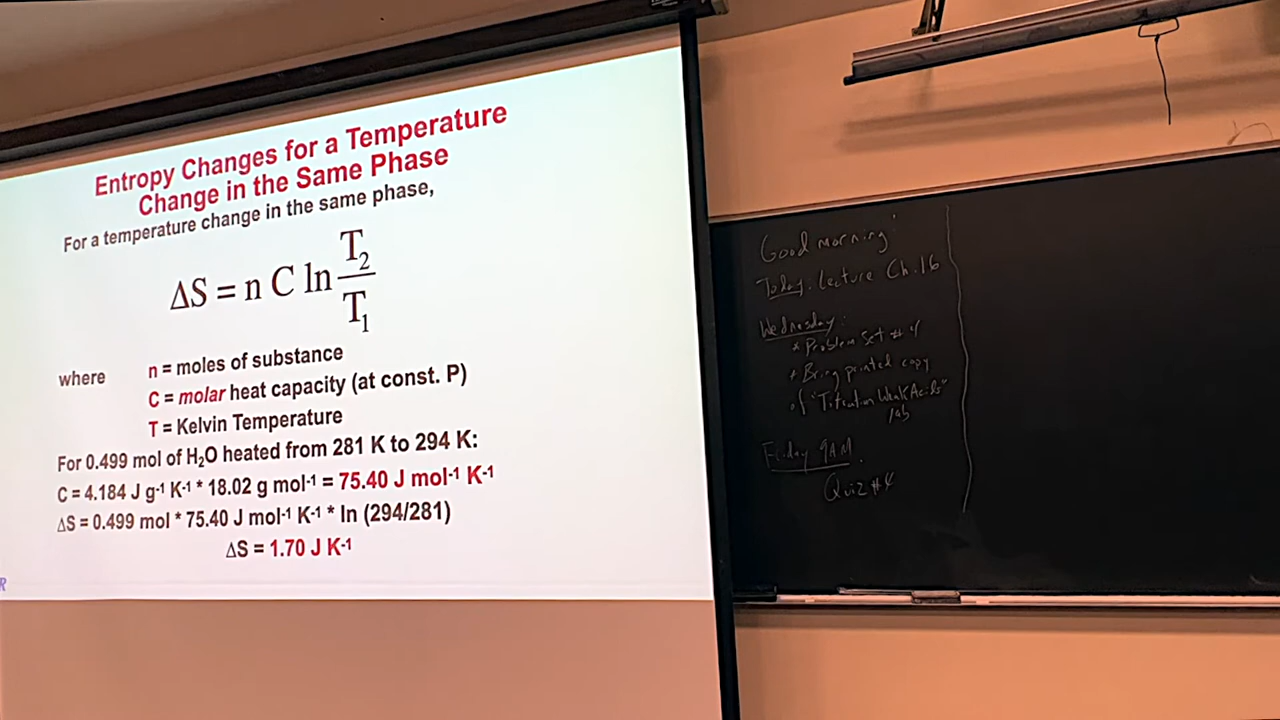 Entropy Changes for a Temperature
Change in the Same Phase
For a temperature change in the same phase,
ΔS = n C ln T₂/T₁
where n = moles of substance
C = molar heat capacity (at const. P)
T = Kelvin Temperature
For 0.499 mol of H₂O heated from 281 K to 294 K:
C = 4.184 J g⁻¹ K⁻¹ * 18.02 g mol⁻¹ = 75.40 J mol⁻¹ K⁻¹
ΔS = 0.499 mol * 75.40 J mol⁻¹ K⁻¹ * ln (294/281)
ΔS = 1.70 J K⁻¹
R
Good morning!
Today: Lecture Ch. 16
Wednesday:
* Problem Set #4
* Bring printed copy
of "Titration Weak Acids"
lab
Friday 9AM
Quiz #4